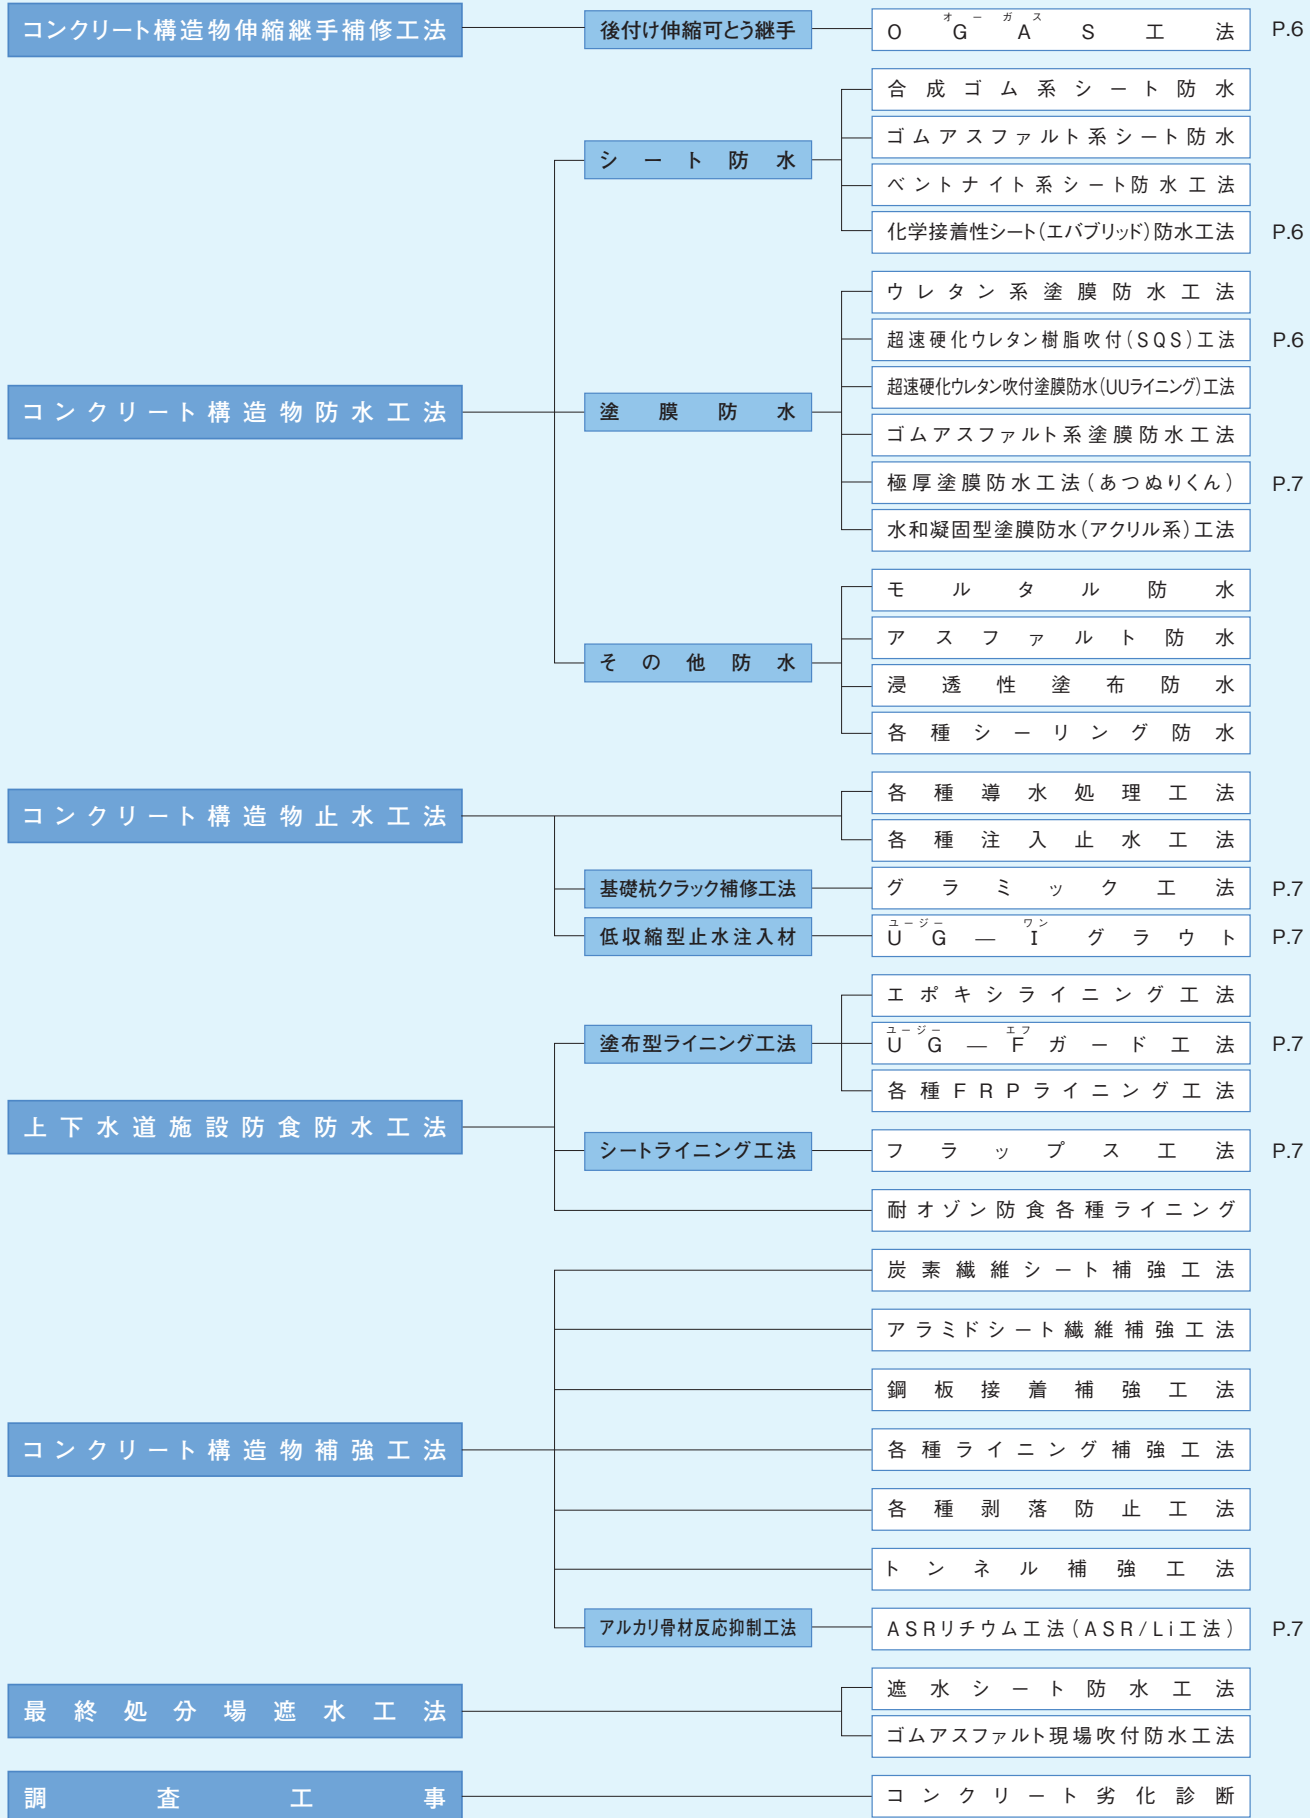 コンクリート構造物伸縮継手補修工法
後付け伸縮可とう継手
オーガス
OGAS工法
P.6
コンクリート構造物防水工法
シート防水
合成ゴム系シート防水
ゴムアスファルト系シート防水
ベントナイト系シート防水工法
化学接着性シート(エバブリッド)防水工法
P.6
塗膜防水
ウレタン系塗膜防水工法
超速硬化ウレタン樹脂吹付(SQS)工法
P.6
超速硬化ウレタン吹付塗膜防水(UUライニング)工法
ゴムアスファルト系塗膜防水工法
極厚塗膜防水工法(あつぬりくん)
P.7
水和凝固型塗膜防水(アクリル系)工法
その他防水
モルタル防水
アスファルト防水
浸透性塗布防水
各種シーリング防水
コンクリート構造物止水工法
各種導水処理工法
各種注入止水工法
基礎杭クラック補修工法
グラミック工法
P.7
低収縮型止水注入材
ユージー ワン
UG―Iグラウト
P.7
上下水道施設防食防水工法
塗布型ライニング工法
エポキシライニング工法
ユージー エフ
UG―Fガード工法
P.7
各種FRPライニング工法
シートライニング工法
フラップス工法
P.7
耐オゾン防食各種ライニング
コンクリート構造物補強工法
炭素繊維シート補強工法
アラミドシート繊維補強工法
鋼板接着補強工法
各種ライニング補強工法
各種剥落防止工法
トンネル補強工法
アルカリ骨材反応抑制工法
ASRリチウム工法(ASR/Li工法)
P.7
最終処分場遮水工法
遮水シート防水工法
ゴムアスファルト現場吹付防水工法
調査工事
コンクリート劣化診断